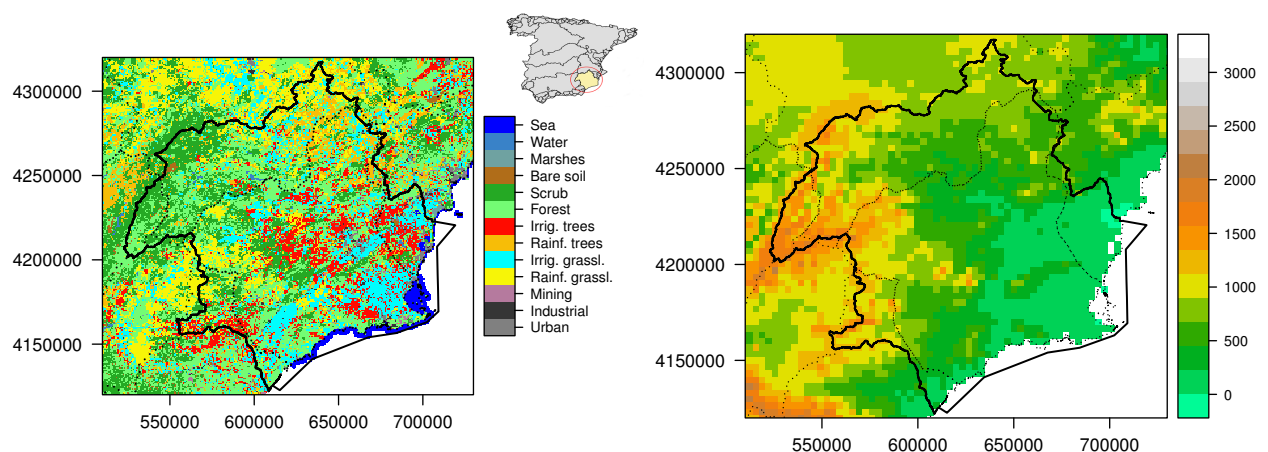 4300000
4250000
4200000
4150000
550000 600000 650000 700000
Sea
Water
Marshes
Bare soil
Scrub
Forest
Irrig. trees
Rainf. trees
Irrig. grassl.
Rainf. grassl.
Mining
Industrial
Urban
4300000
4250000
4200000
4150000
550000 600000 650000 700000
3000
2500
2000
1500
1000
500
0